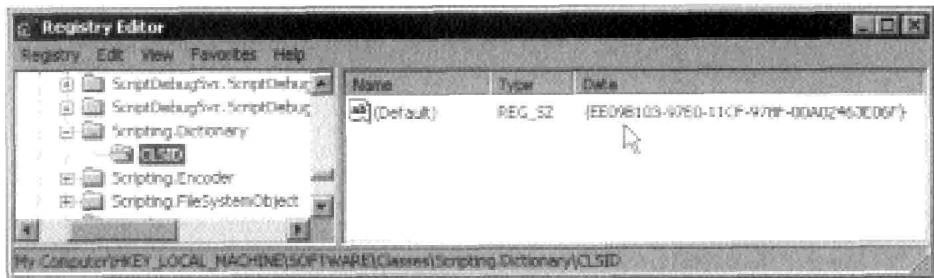 Registry Editor
Registry Edit View Favorites Help
Name Type Data
ScriptDebugSvc.ScriptDebug
ScriptDebugSvc.ScriptDebug
(Default) REG_SZ {EE09B103-97E0-11CF-978F-00A02463E06F}
Scripting.Dictionary
CLSID
Scripting.Encoder
Scripting.FileSystemObject
My Computer\HKEY_LOCAL_MACHINE\SOFTWARE\Classes\Scripting.Dictionary\CLSID